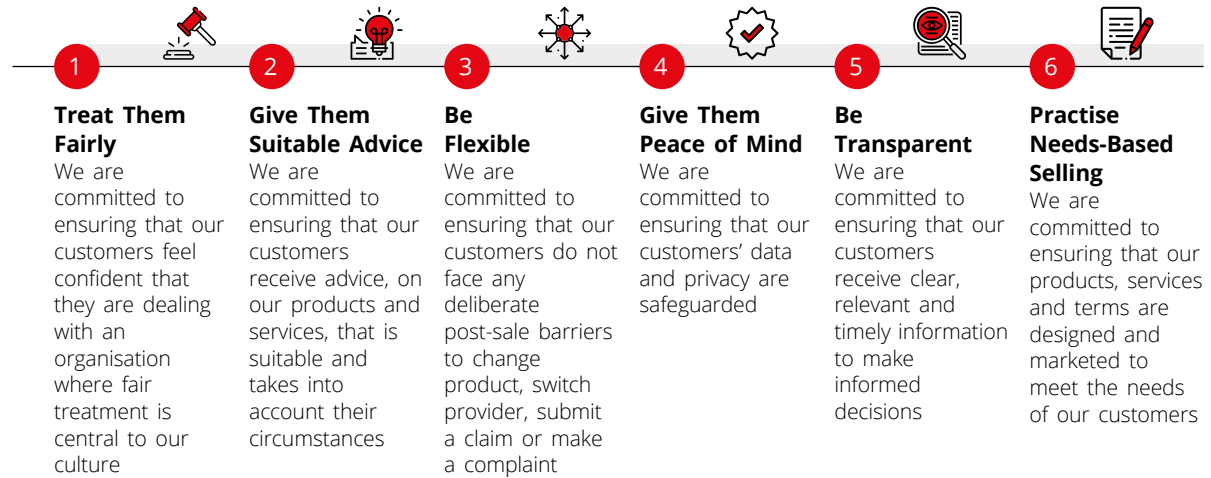 1
Treat Them
Fairly
We are
committed to
ensuring that our
customers feel
confident that
they are dealing
with an
organisation
where fair
treatment is
central to our
culture
2
Give Them
Suitable Advice
We are
committed to
ensuring that our
customers
receive advice, on
our products and
services, that is
suitable and
takes into
account their
circumstances
3
Be
Flexible
We are
committed to
ensuring that our
customers do not
face any
deliberate
post-sale barriers
to change
product, switch
provider, submit
a claim or make
a complaint
4
Give Them
Peace of Mind
We are
committed to
ensuring that our
customers’ data
and privacy are
safeguarded
5
Be
Transparent
We are
committed to
ensuring that our
customers
receive clear,
relevant and
timely information
to make
informed
decisions
6
Practise
Needs-Based
Selling
We are
committed to
ensuring that our
products, services
and terms are
designed and
marketed to
meet the needs
of our customers